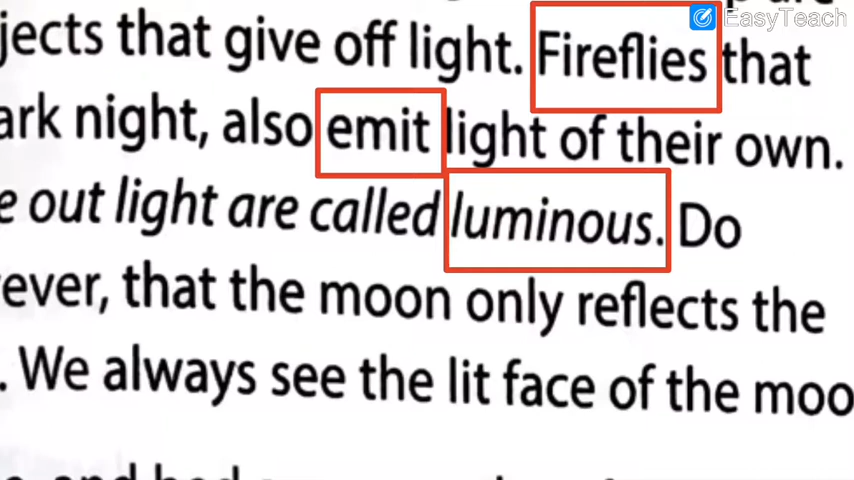 EasyTeach
jects that give off light. Fireflies that
ark night, also emit light of their own.
e out light are called luminous. Do
ever, that the moon only reflects the
. We always see the lit face of the moo